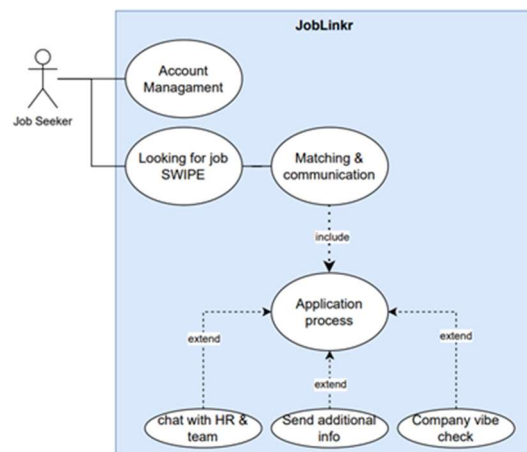 JobLinkr
Job Seeker
Account
Managament
Looking for job
SWIPE
Matching &
communication
include
Application
process
extend
extend
extend
chat with HR &
team
Send additional
info
Company vibe
check